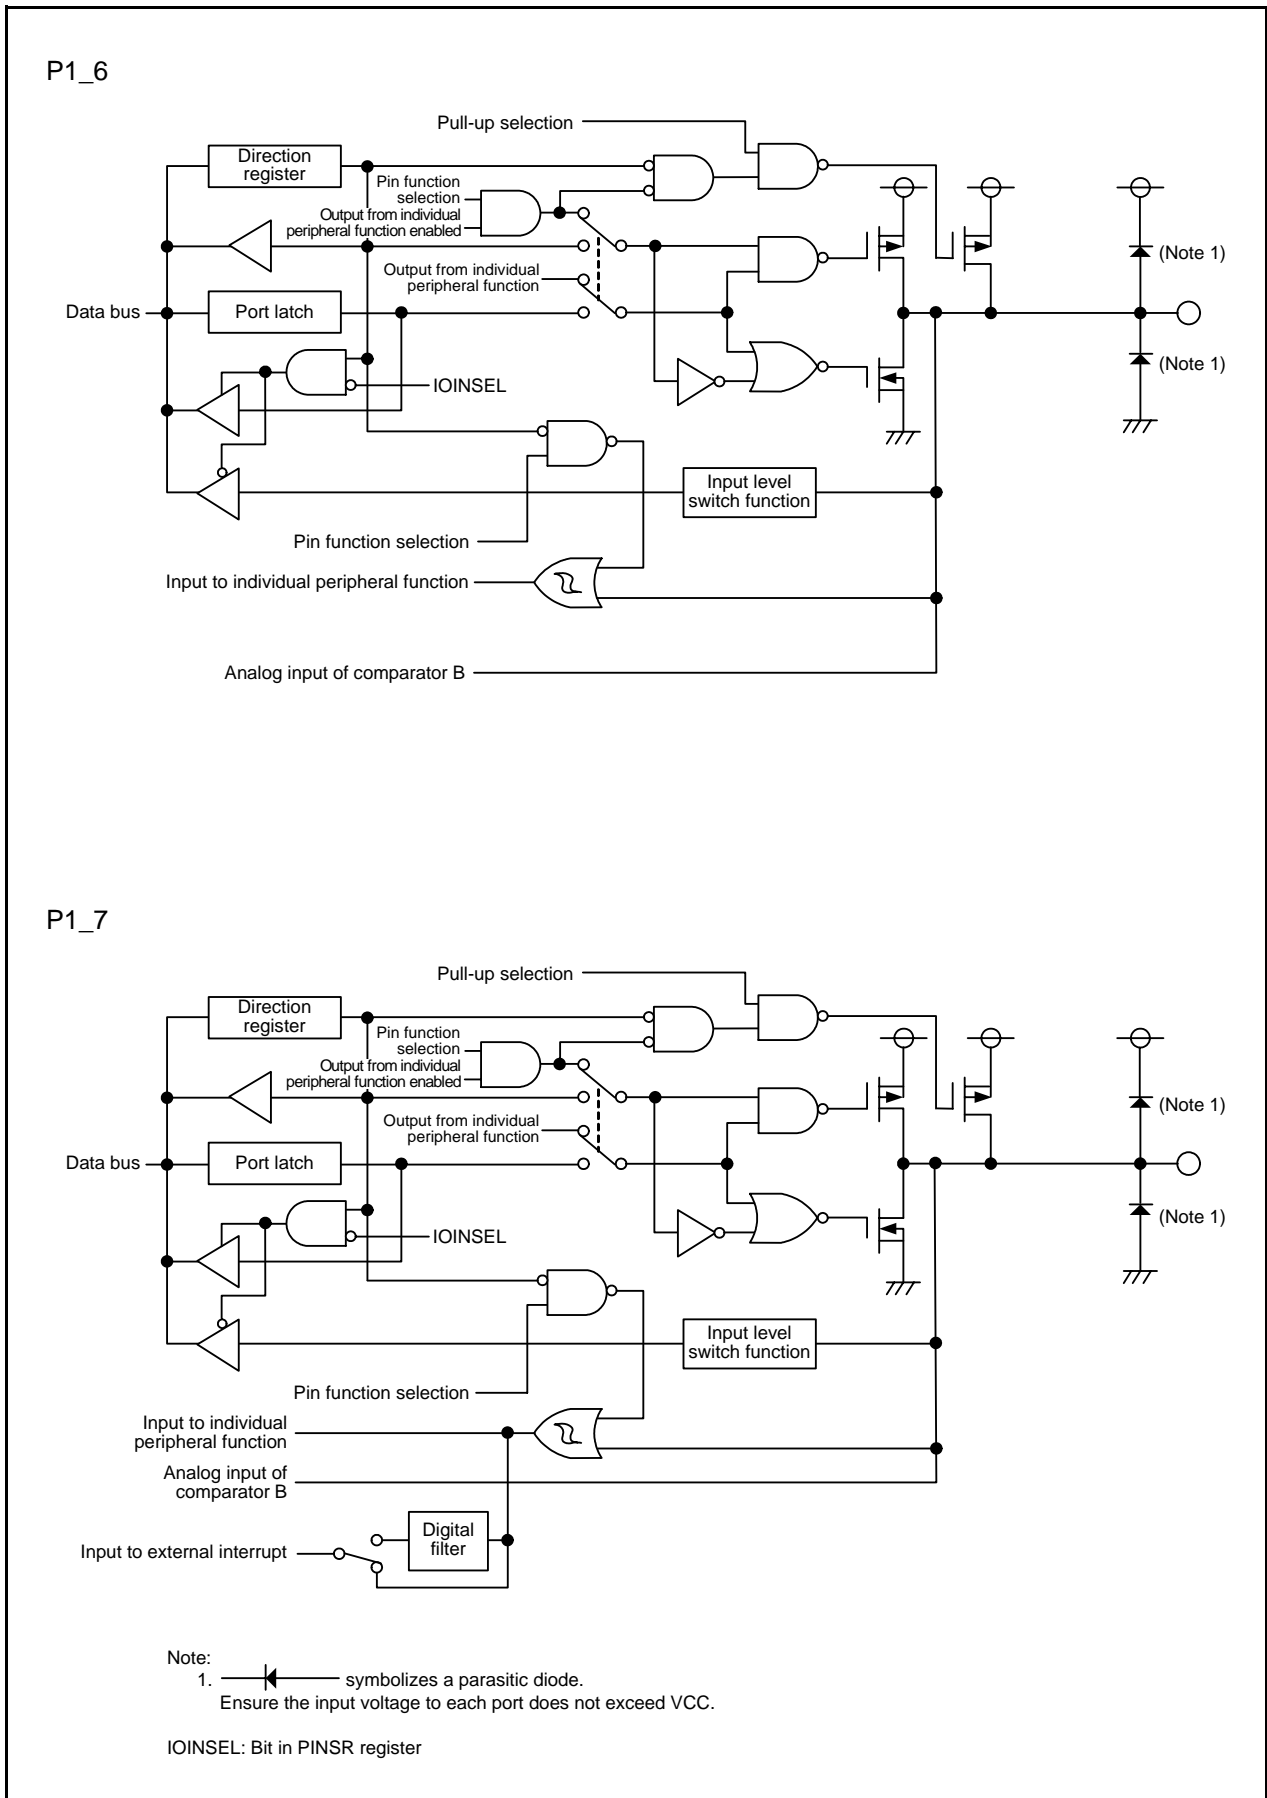 P1_6
Pull-up selection
Direction
register
Pin function
selection
Output from individual
peripheral function enabled
(Note 1)
Output from individual
peripheral function
Data bus
Port latch
(Note 1)
IOINSEL
Input level
switch function
Pin function selection
Input to individual peripheral function
Analog input of comparator B
P1_7
Pull-up selection
Direction
register
Pin function
selection
Output from individual
peripheral function enabled
(Note 1)
Output from individual
peripheral function
Data bus
Port latch
(Note 1)
IOINSEL
Input level
switch function
Pin function selection
Input to individual
peripheral function
Analog input of
comparator B
Digital
filter
Input to external interrupt
Note:
1. symbolizes a parasitic diode.
Ensure the input voltage to each port does not exceed VCC.
IOINSEL: Bit in PINSR register